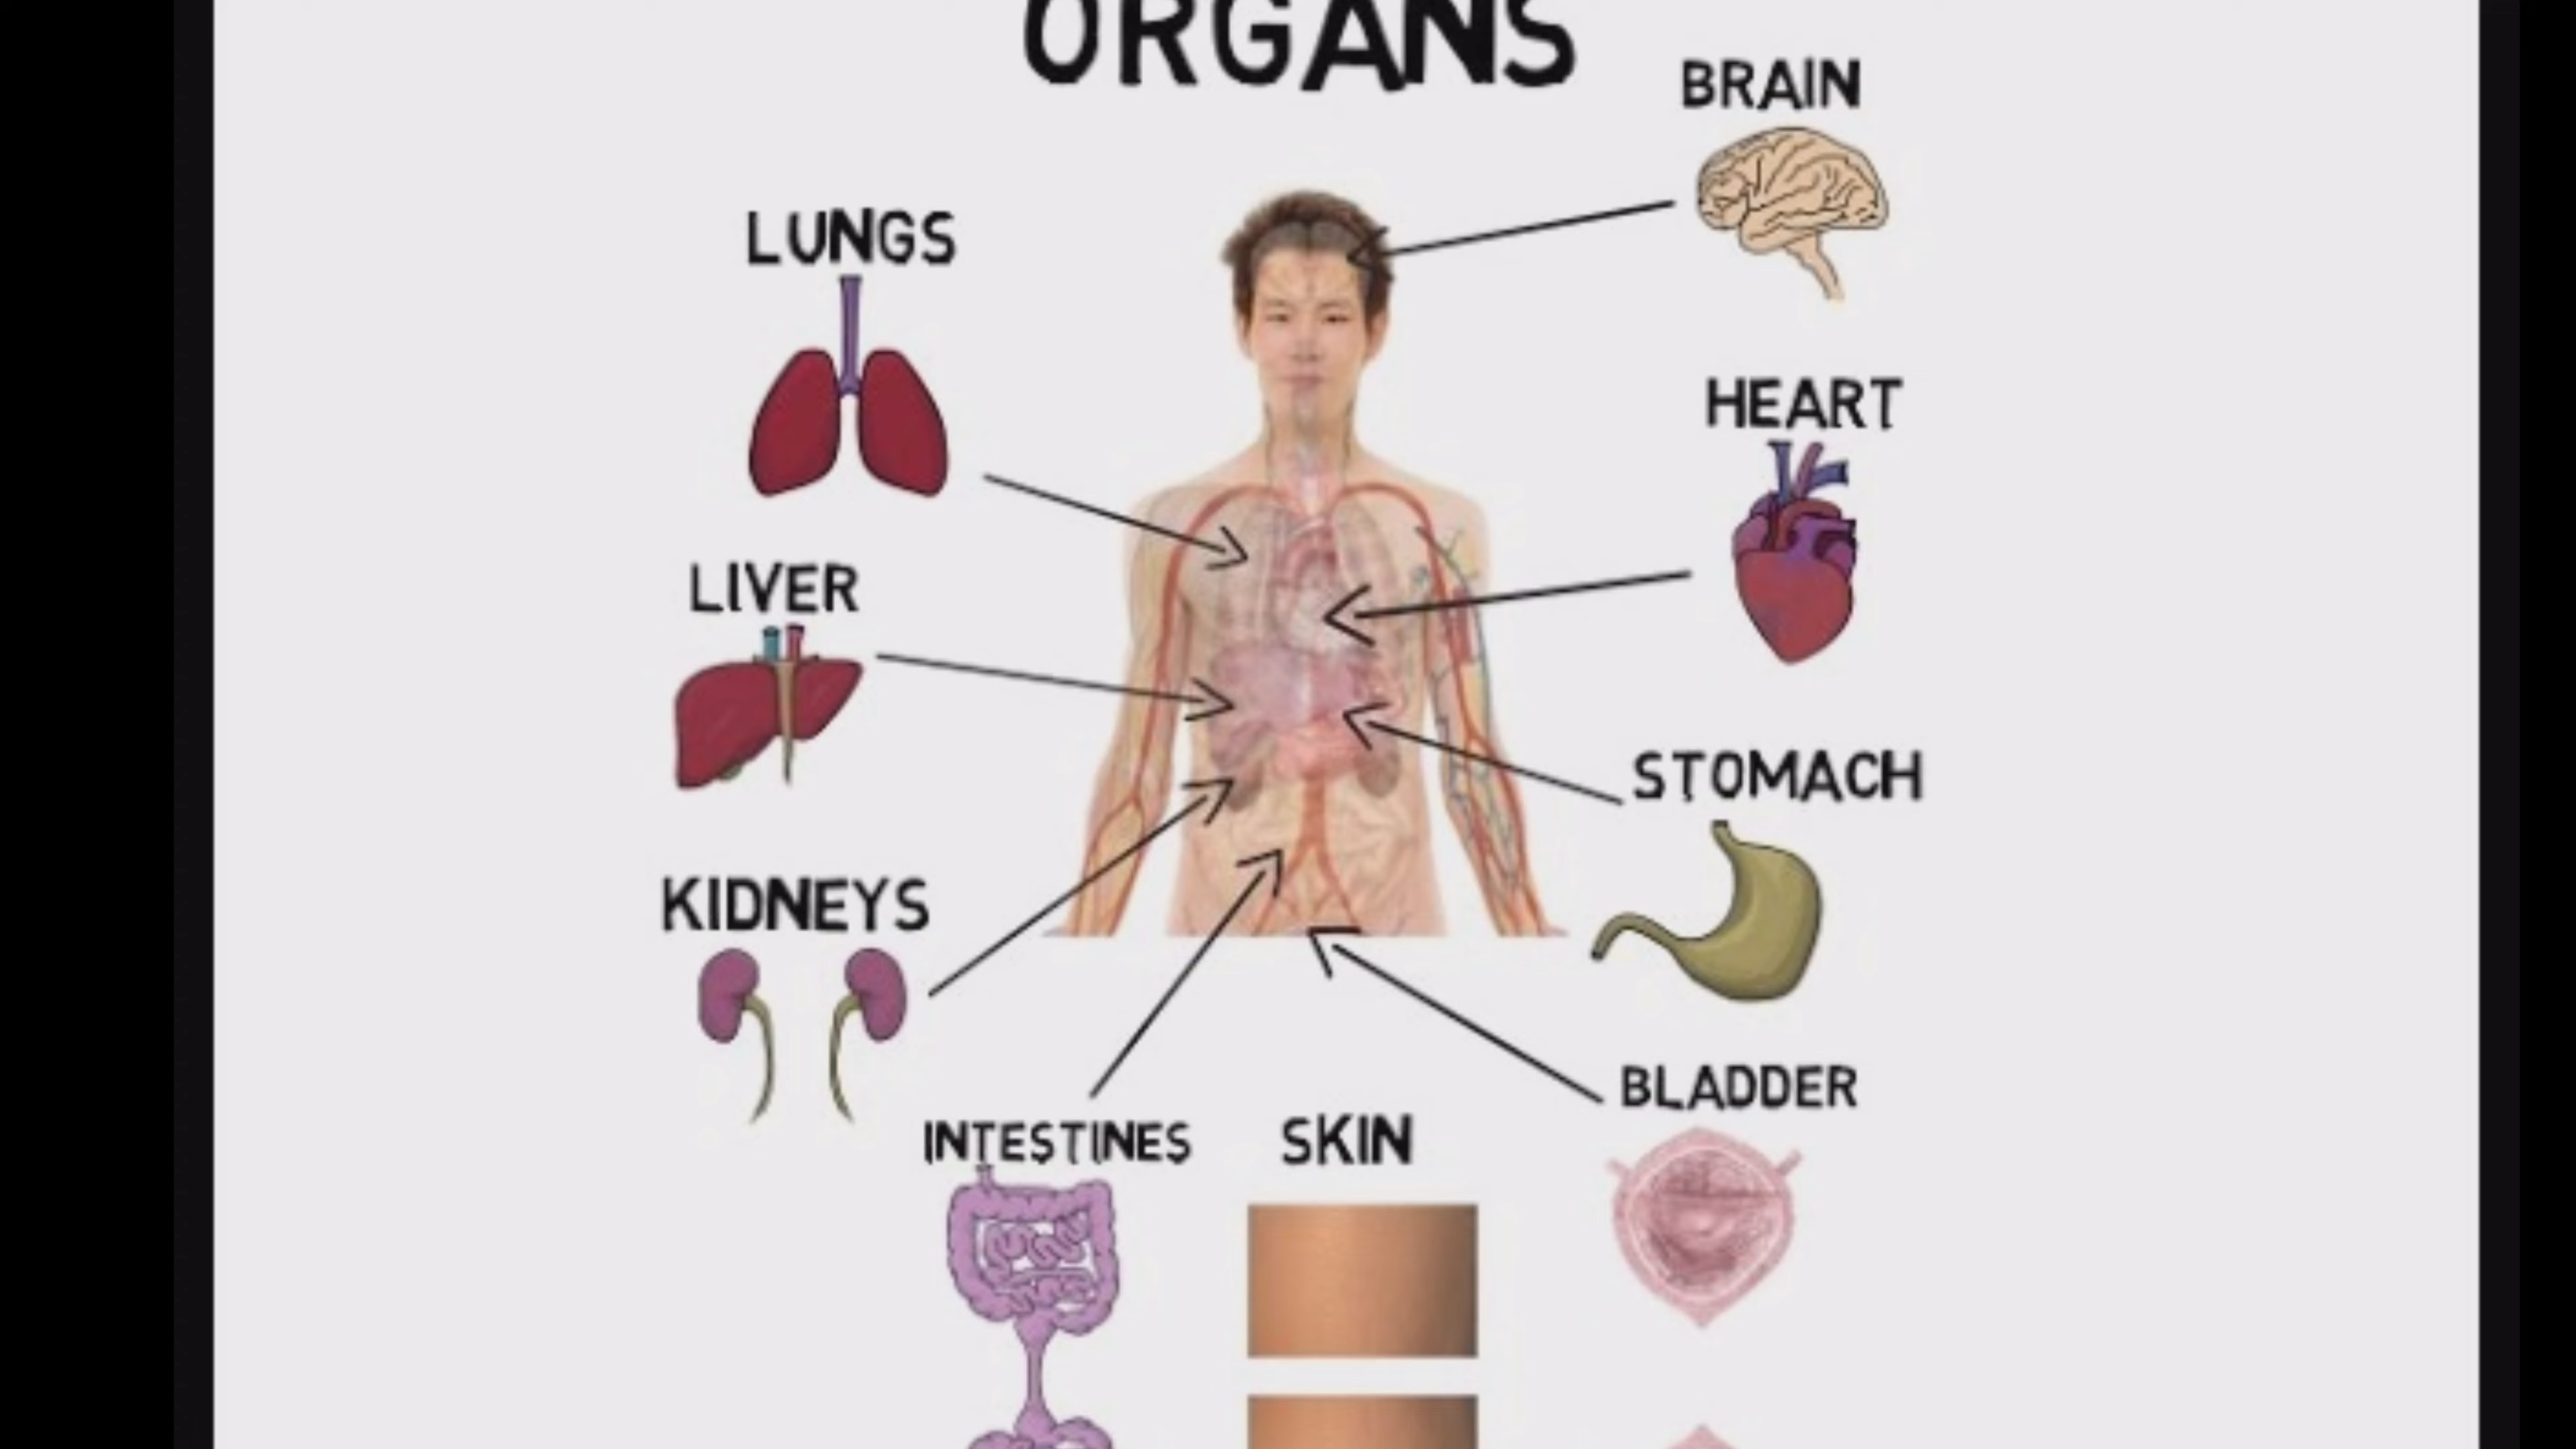 ORGANS
BRAIN
LUNGS
HEART
LIVER
STOMACH
KIDNEYS
BLADDER
INTESTINES
SKIN